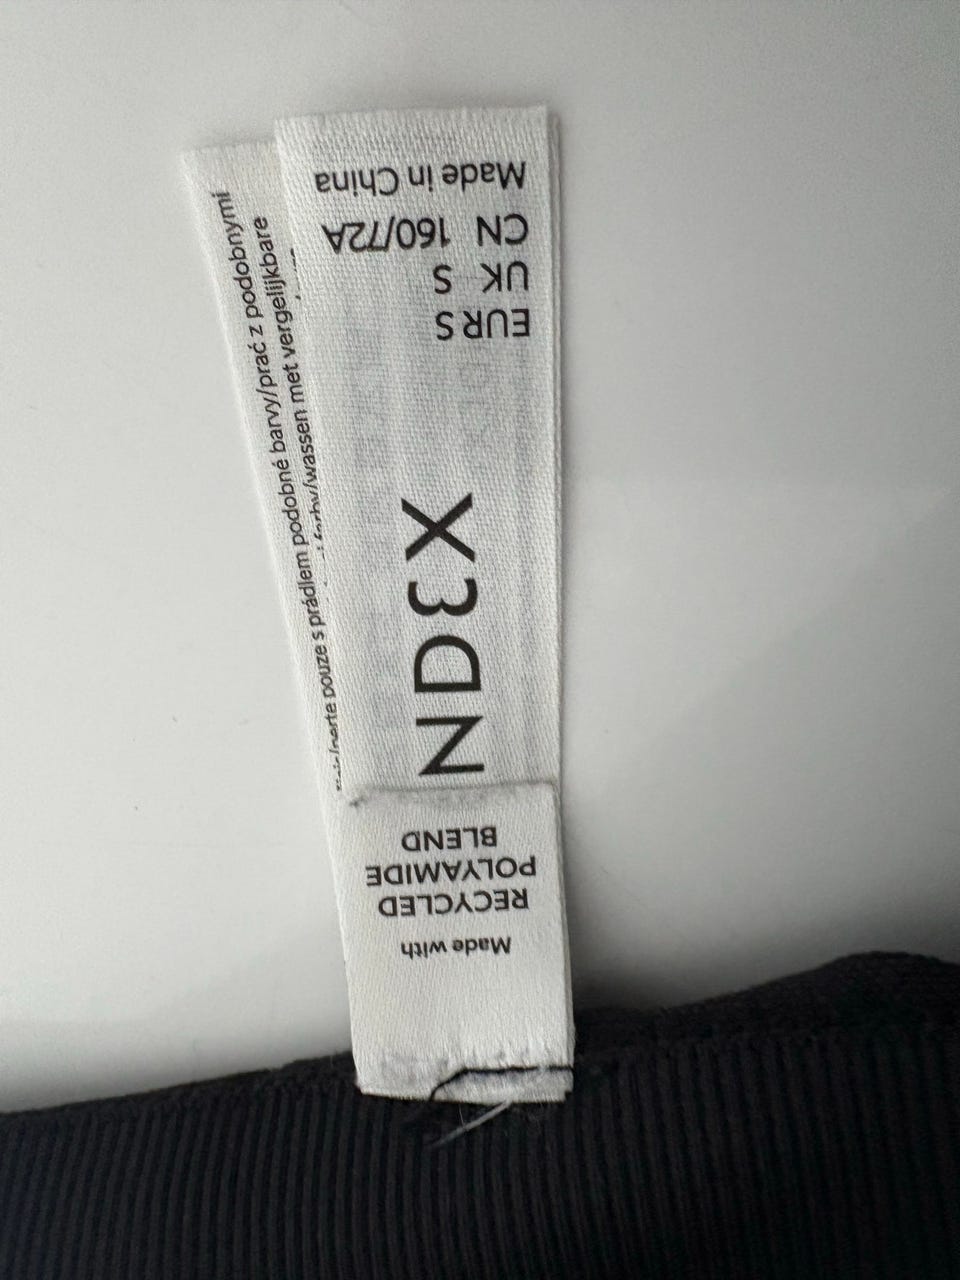 Made with
RECYCLED
POLYAMIDE
BLEND
NDEX
EUR S
UK S
CN 160/72A
Made in China
pouze s prádlem podobné barvy/prać z podobnymi
/wassen met vergelijkbare